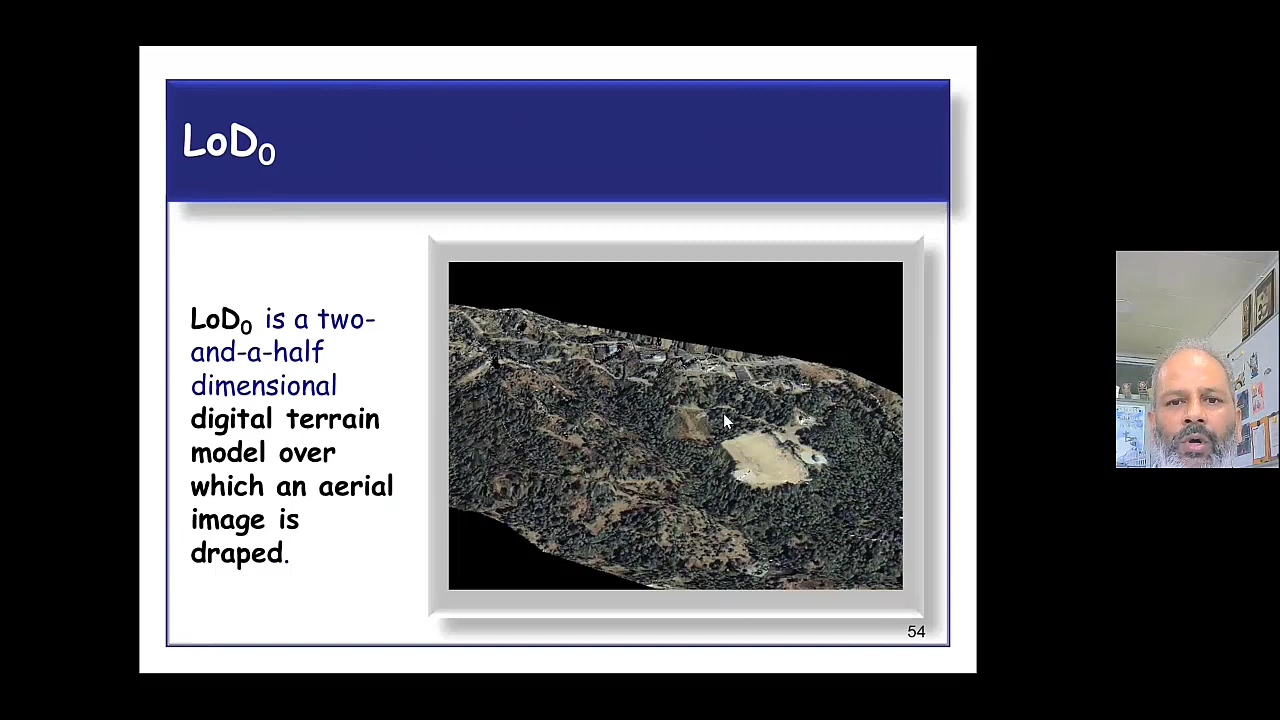 LoD₀
LoD₀ is a two-
and-a-half
dimensional
digital terrain
model over
which an aerial
image is
draped.
54